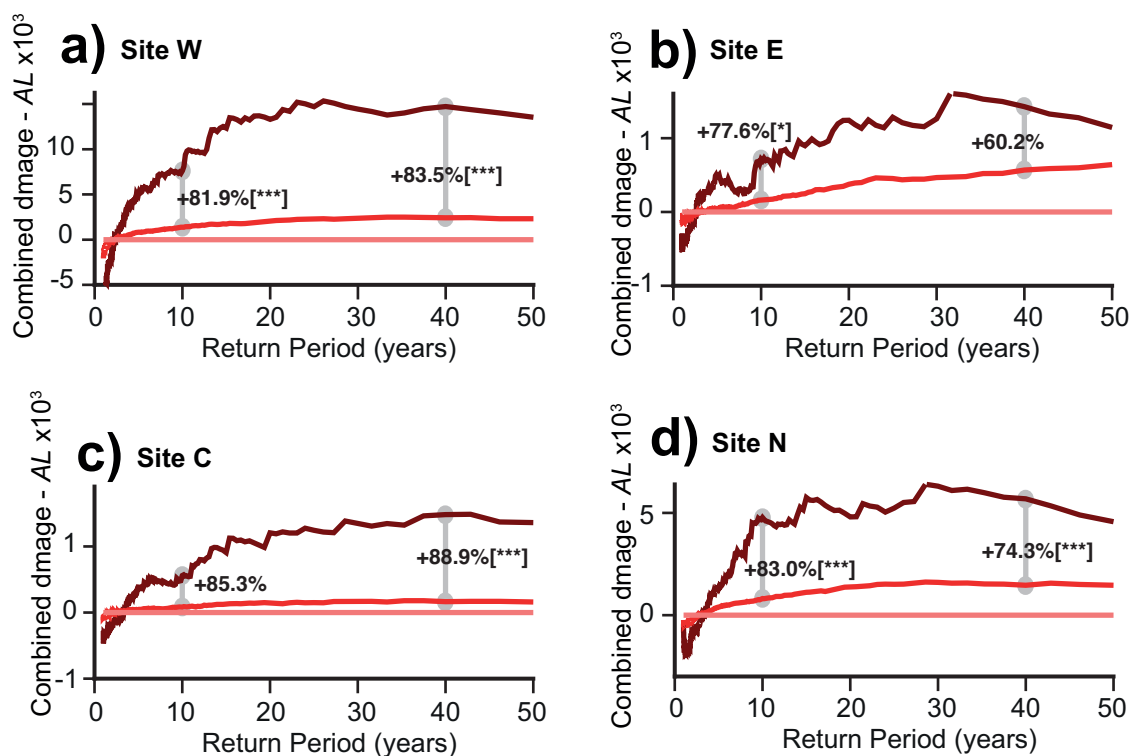 a) Site W
Combined dmage - AL x10³
10
5
0
-5
+81.9%[***]
+83.5%[***]
0 10 20 30 40 50
Return Period (years)
b) Site E
Combined dmage - AL x10³
1
0
-1
+77.6%[*]
+60.2%
0 10 20 30 40 50
Return Period (years)
c) Site C
Combined dmage - AL x10³
1
0
-1
+85.3%
+88.9%[***]
0 10 20 30 40 50
Return Period (years)
d) Site N
Combined dmage - AL x10³
5
0
+83.0%[***]
+74.3%[***]
0 10 20 30 40 50
Return Period (years)